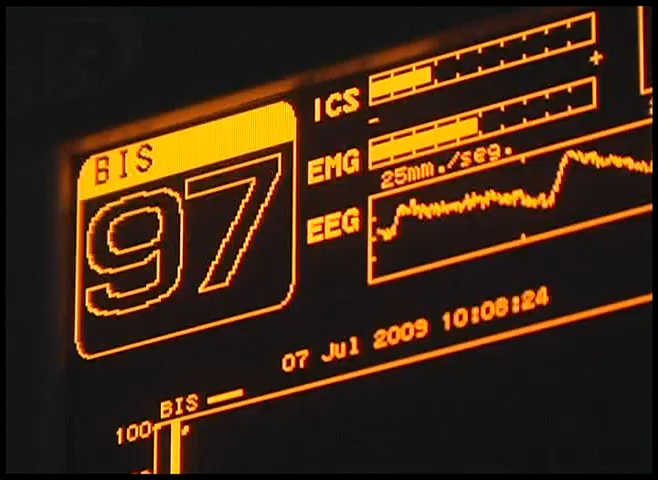 BIS
97
ICS
- +
EMG
25mm./seg.
EEG
07 Jul 2009 10:08:24
BIS
100